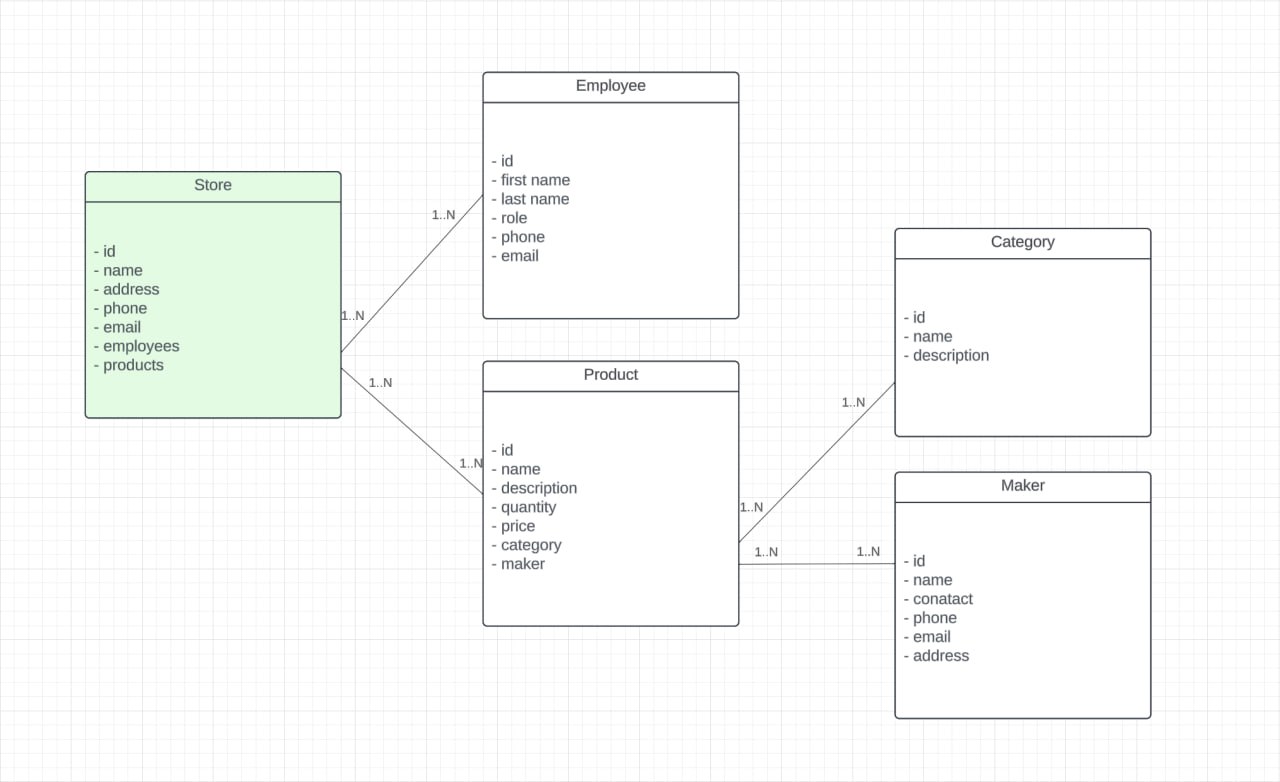 Store
- id
- name
- address
- phone
- email
- employees
- products
1..N
1..N
1..N
1..N
Employee
- id
- first name
- last name
- role
- phone
- email
Product
- id
- name
- description
- quantity
- price
- category
- maker
1..N
1..N
1..N
1..N
Category
- id
- name
- description
Maker
- id
- name
- conatact
- phone
- email
- address